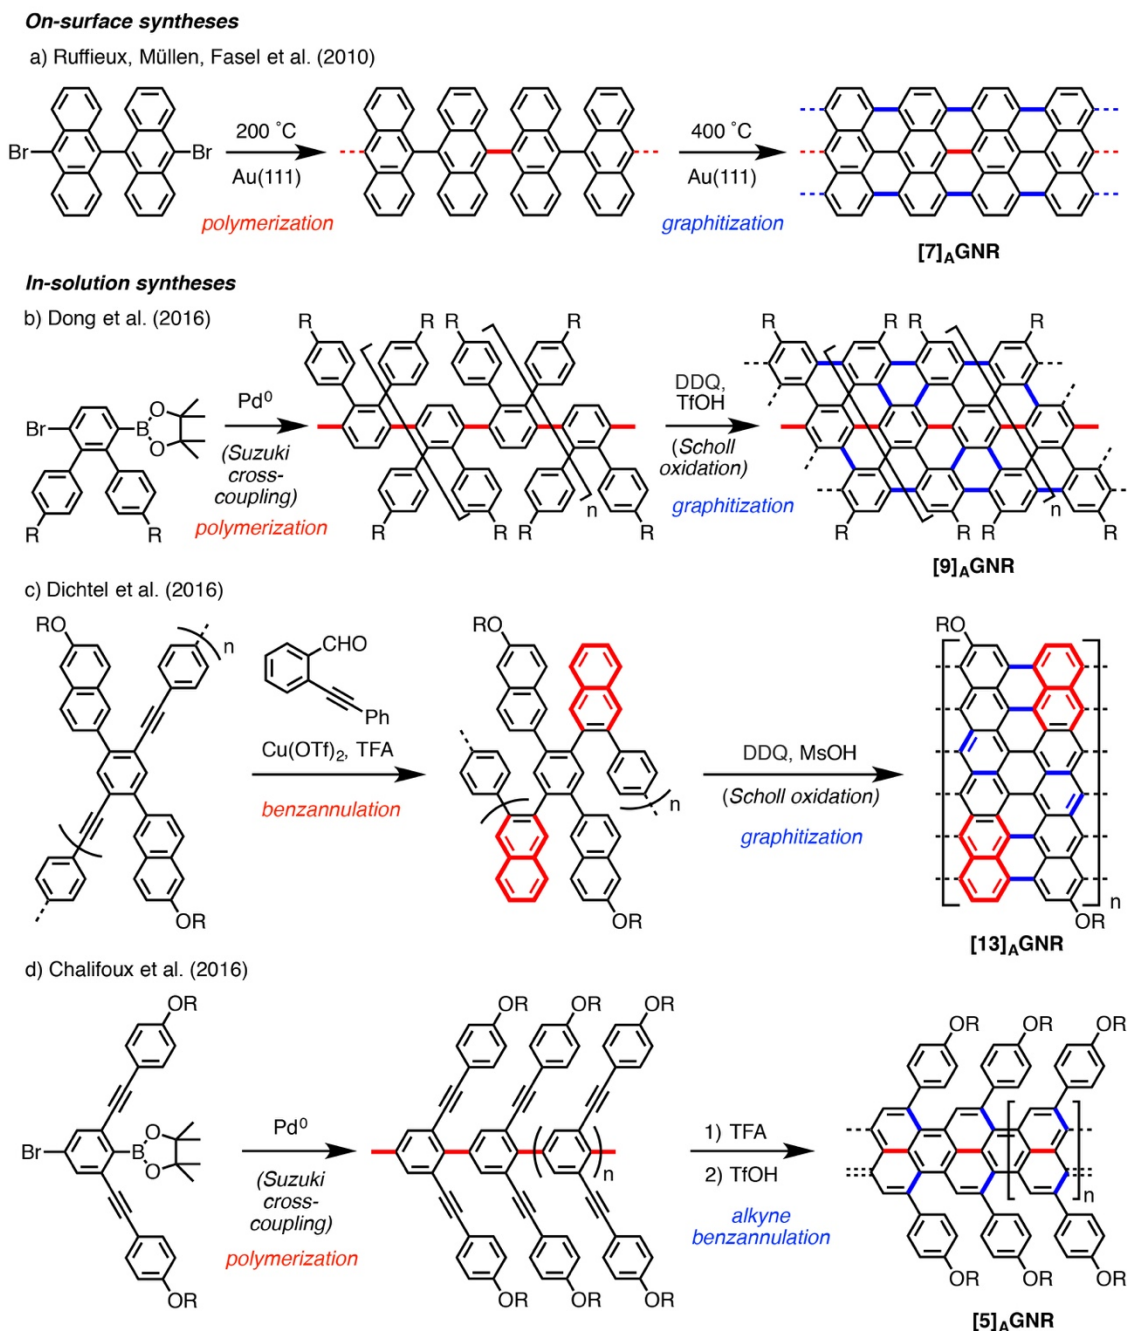 On-surface syntheses
a) Ruffieux, Müllen, Fasel et al. (2010)
Br
Br
200 °C
Au(111)
polymerization
400 °C
Au(111)
graphitization
[7]AGNR
In-solution syntheses
b) Dong et al. (2016)
Br
B
O
O
R
R
Pd0
(Suzuki
cross-
coupling)
polymerization
R
R
R
R
R
R
R
R
n
DDQ,
TfOH
(Scholl
oxidation)
graphitization
R
R
R
R
R
R
R
R
n
[9]AGNR
c) Dichtel et al. (2016)
RO
n
OR
CHO
Ph
Cu(OTf)2, TFA
benzannulation
RO
n
OR
DDQ, MsOH
(Scholl oxidation)
graphitization
RO
n
OR
[13]AGNR
d) Chalifoux et al. (2016)
OR
Br
B
O
O
OR
Pd0
(Suzuki
cross-
coupling)
polymerization
OR
OR
OR
n
OR
OR
OR
1) TFA
2) TfOH
alkyne
benzannulation
OR
OR
OR
n
OR
OR
OR
[5]AGNR